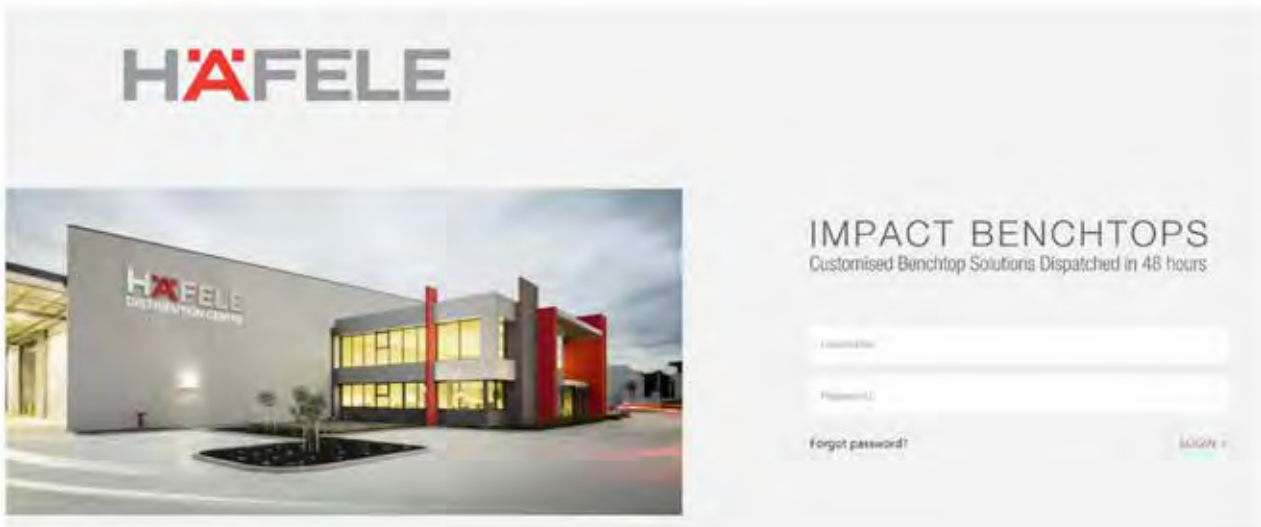 HÄFELE
HÄFELE
DISTRIBUTION CENTRE
IMPACT BENCHTOPS
Customised Benchtop Solutions Dispatched in 48 hours
Username
Password
Forgot password?
LOGIN >